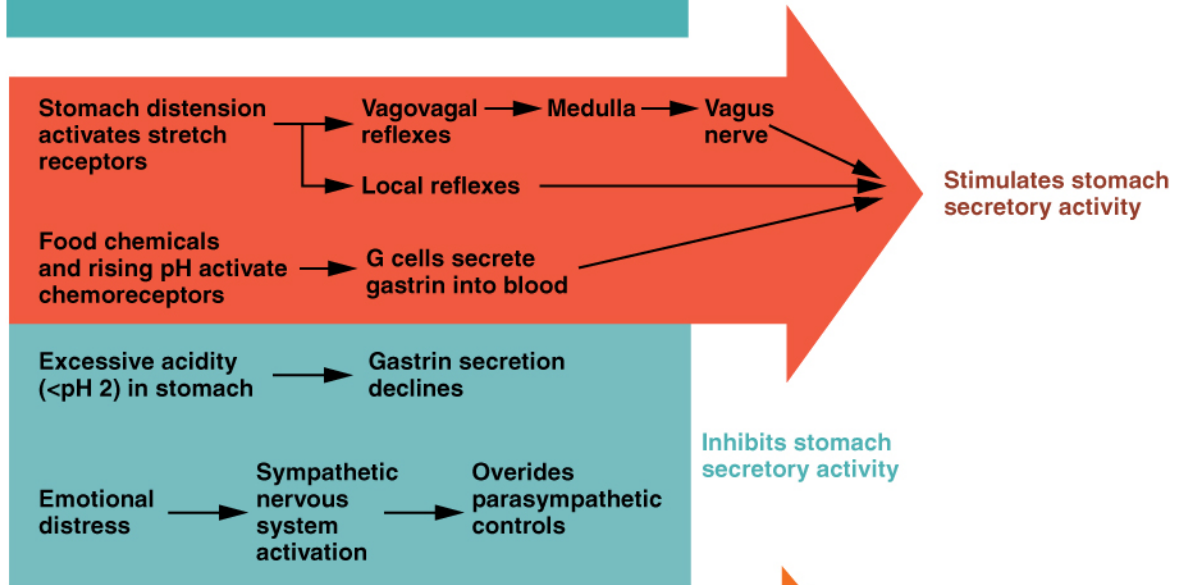 Stomach distension
activates stretch
receptors
Vagovagal
reflexes
Medulla
Vagus
nerve
Local reflexes
Food chemicals
and rising pH activate
chemoreceptors
G cells secrete
gastrin into blood
Stimulates stomach
secretory activity
Excessive acidity
(<pH 2) in stomach
Gastrin secretion
declines
Emotional
distress
Sympathetic
nervous
system
activation
Overides
parasympathetic
controls
Inhibits stomach
secretory activity